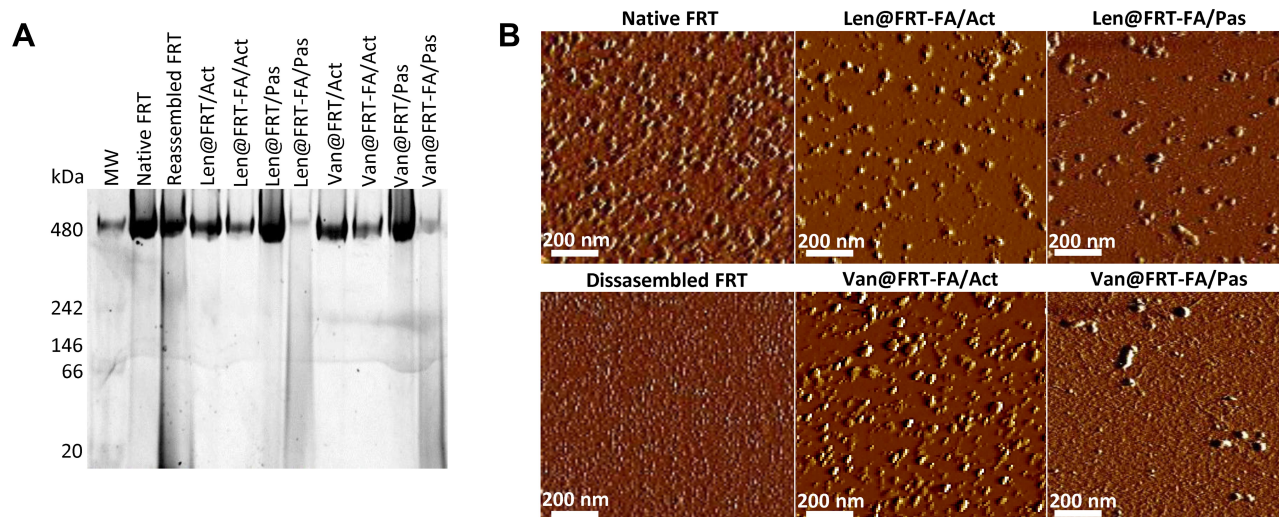 A
kDa
MW
Native FRT
Reassembled FRT
Len@FRT/Act
Len@FRT-FA/Act
Len@FRT/Pas
Len@FRT-FA/Pas
Van@FRT/Act
Van@FRT-FA/Act
Van@FRT/Pas
Van@FRT-FA/Pas
480
242
146
66
20
B
Native FRT
Len@FRT-FA/Act
Len@FRT-FA/Pas
200 nm
200 nm
200 nm
Dissasembled FRT
Van@FRT-FA/Act
Van@FRT-FA/Pas
200 nm
200 nm
200 nm